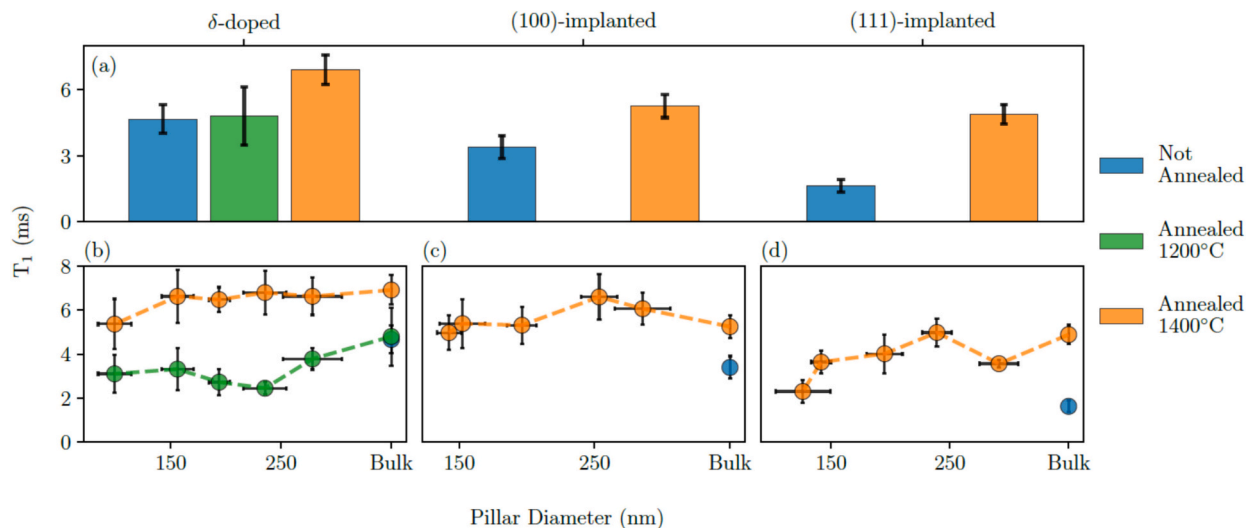 δ-doped (100)-implanted (111)-implanted
(a)
6
3
0
Not
Annealed
Annealed
1200°C
Annealed
1400°C
T1 (ms)
(b) (c) (d)
8
6
4
2
0
150 250 Bulk 150 250 Bulk 150 250 Bulk
Pillar Diameter (nm)